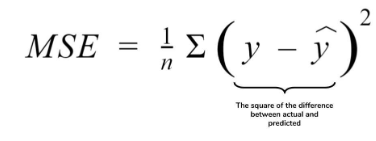 MSE = 1/n Σ(y − ŷ)²
The square of the difference
between actual and
predicted